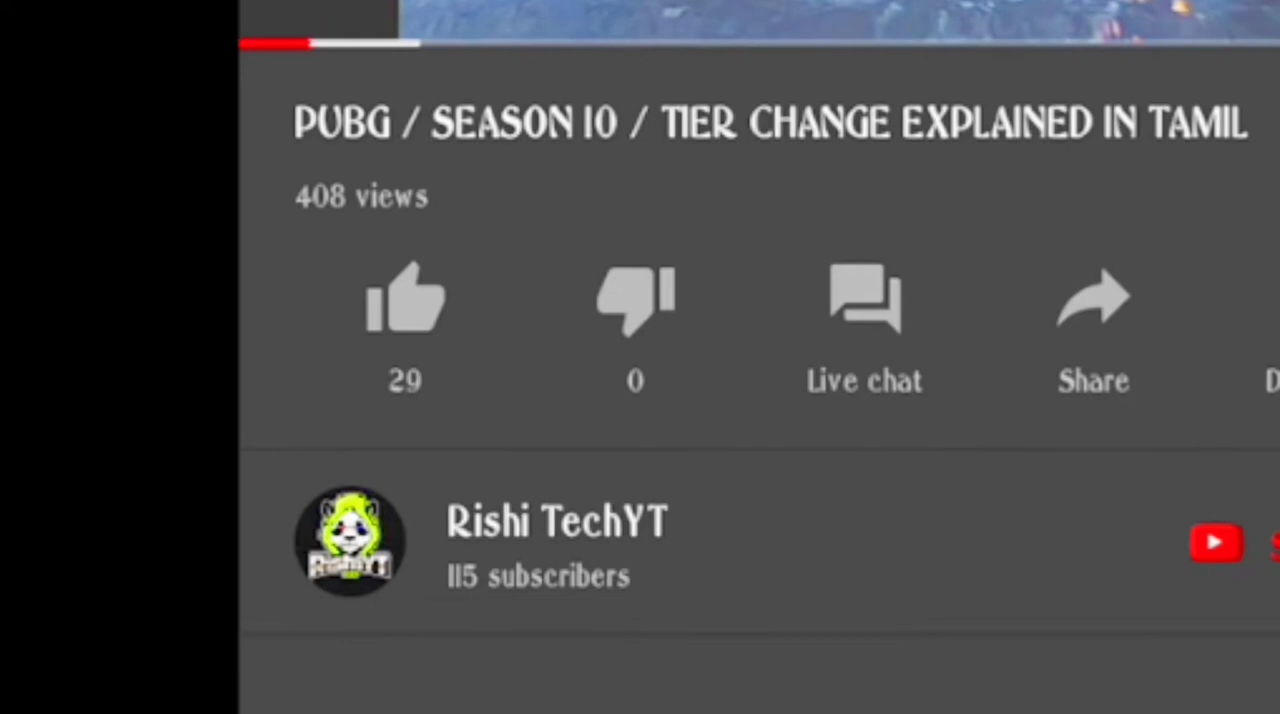 PUBG / SEASON 10 / TIER CHANGE EXPLAINED IN TAMIL
408 views
29
0
Live chat
Share
D
Rishi TechYT
115 subscribers